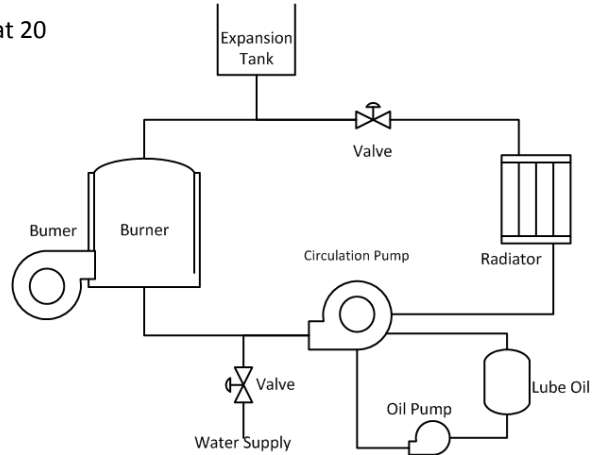 at 20
Expansion
Tank
Valve
Bumer
Burner
Circulation Pump
Radiator
Valve
Lube Oil
Oil Pump
Water Supply